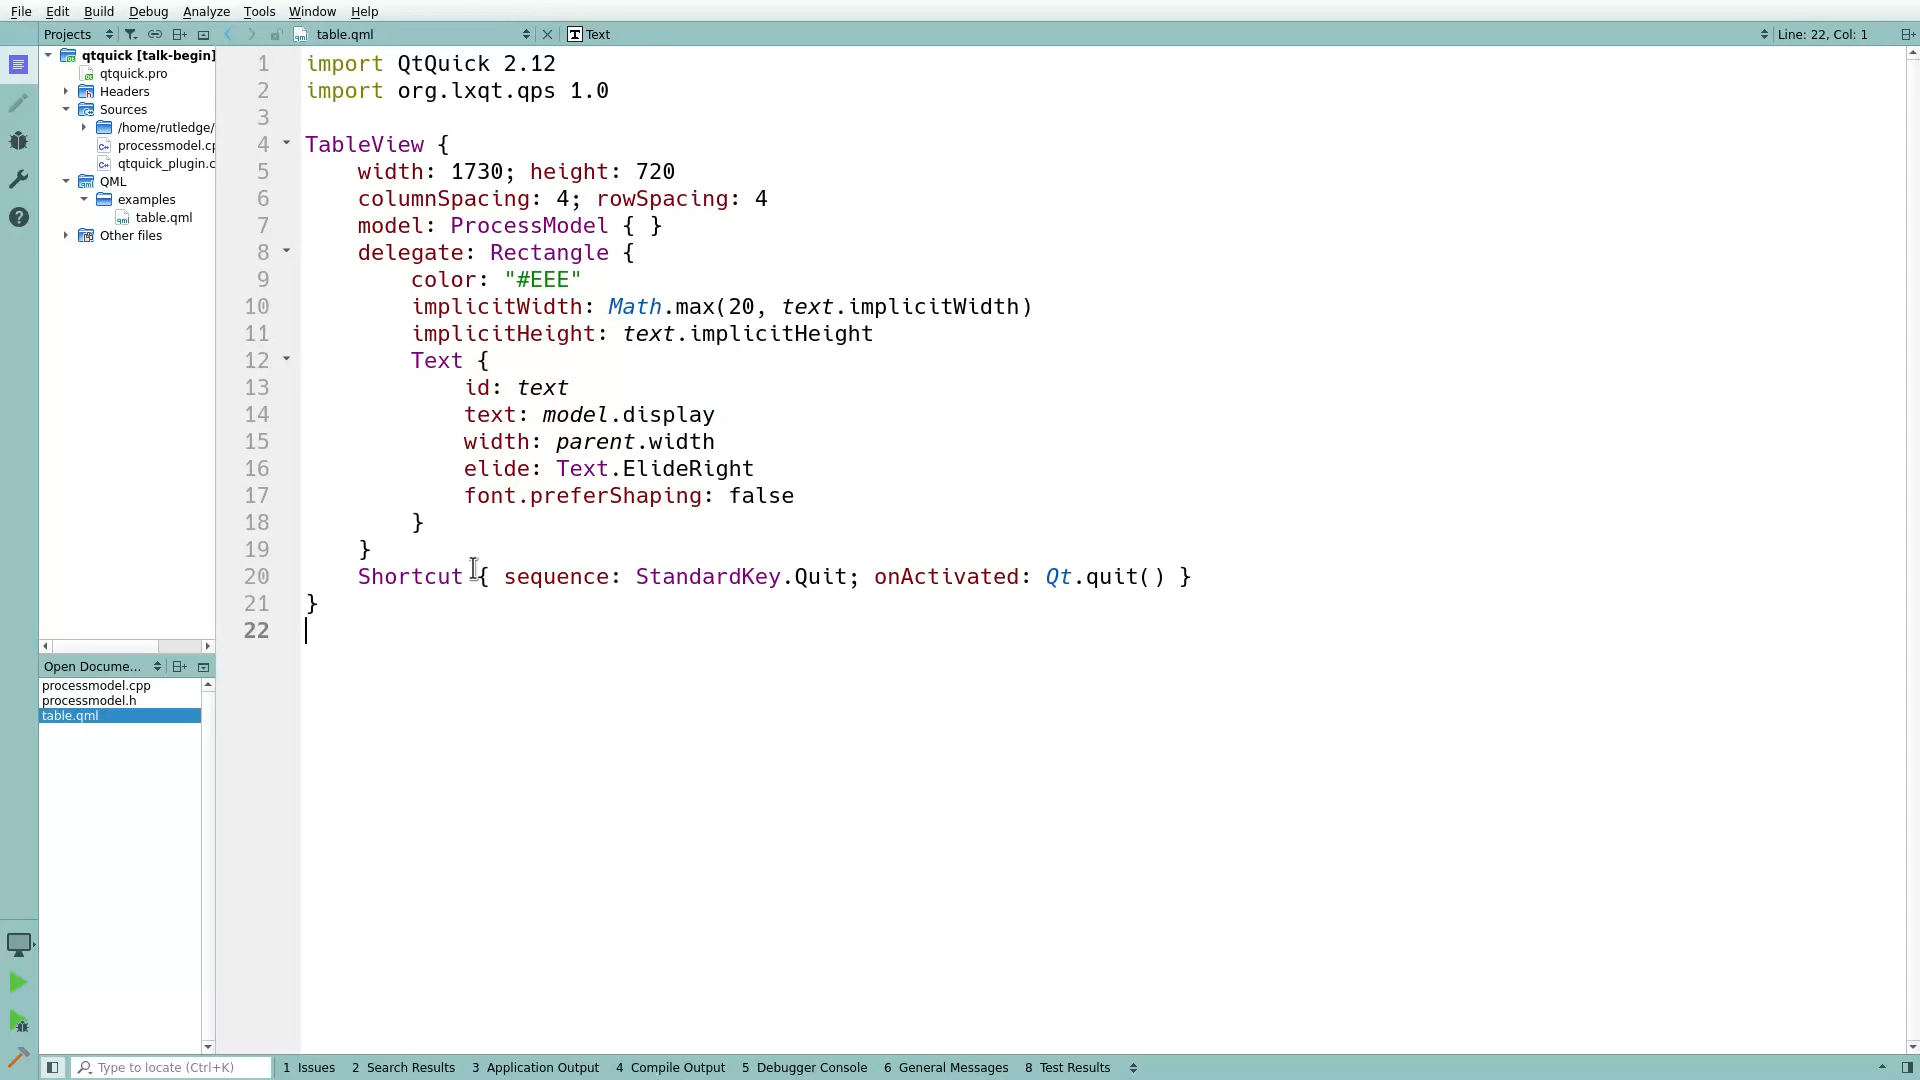 File Edit Build Debug Analyze Tools Window Help
Projects table.qml Text Line: 22, Col: 1
qtquick [talk-begin]
qtquick.pro
Headers
Sources
/home/rutledge/
processmodel.cp
qtquick_plugin.c
QML
examples
table.qml
Other files
Open Docume...
processmodel.cpp
processmodel.h
table.qml
1 import QtQuick 2.12
2 import org.lxqt.qps 1.0
3
4 TableView {
5 width: 1730; height: 720
6 columnSpacing: 4; rowSpacing: 4
7 model: ProcessModel { }
8 delegate: Rectangle {
9 color: "#EEE"
10 implicitWidth: Math.max(20, text.implicitWidth)
11 implicitHeight: text.implicitHeight
12 Text {
13 id: text
14 text: model.display
15 width: parent.width
16 elide: Text.ElideRight
17 font.preferShaping: false
18 }
19 }
20 Shortcut { sequence: StandardKey.Quit; onActivated: Qt.quit() }
21 }
22
Type to locate (Ctrl+K) 1 Issues 2 Search Results 3 Application Output 4 Compile Output 5 Debugger Console 6 General Messages 8 Test Results